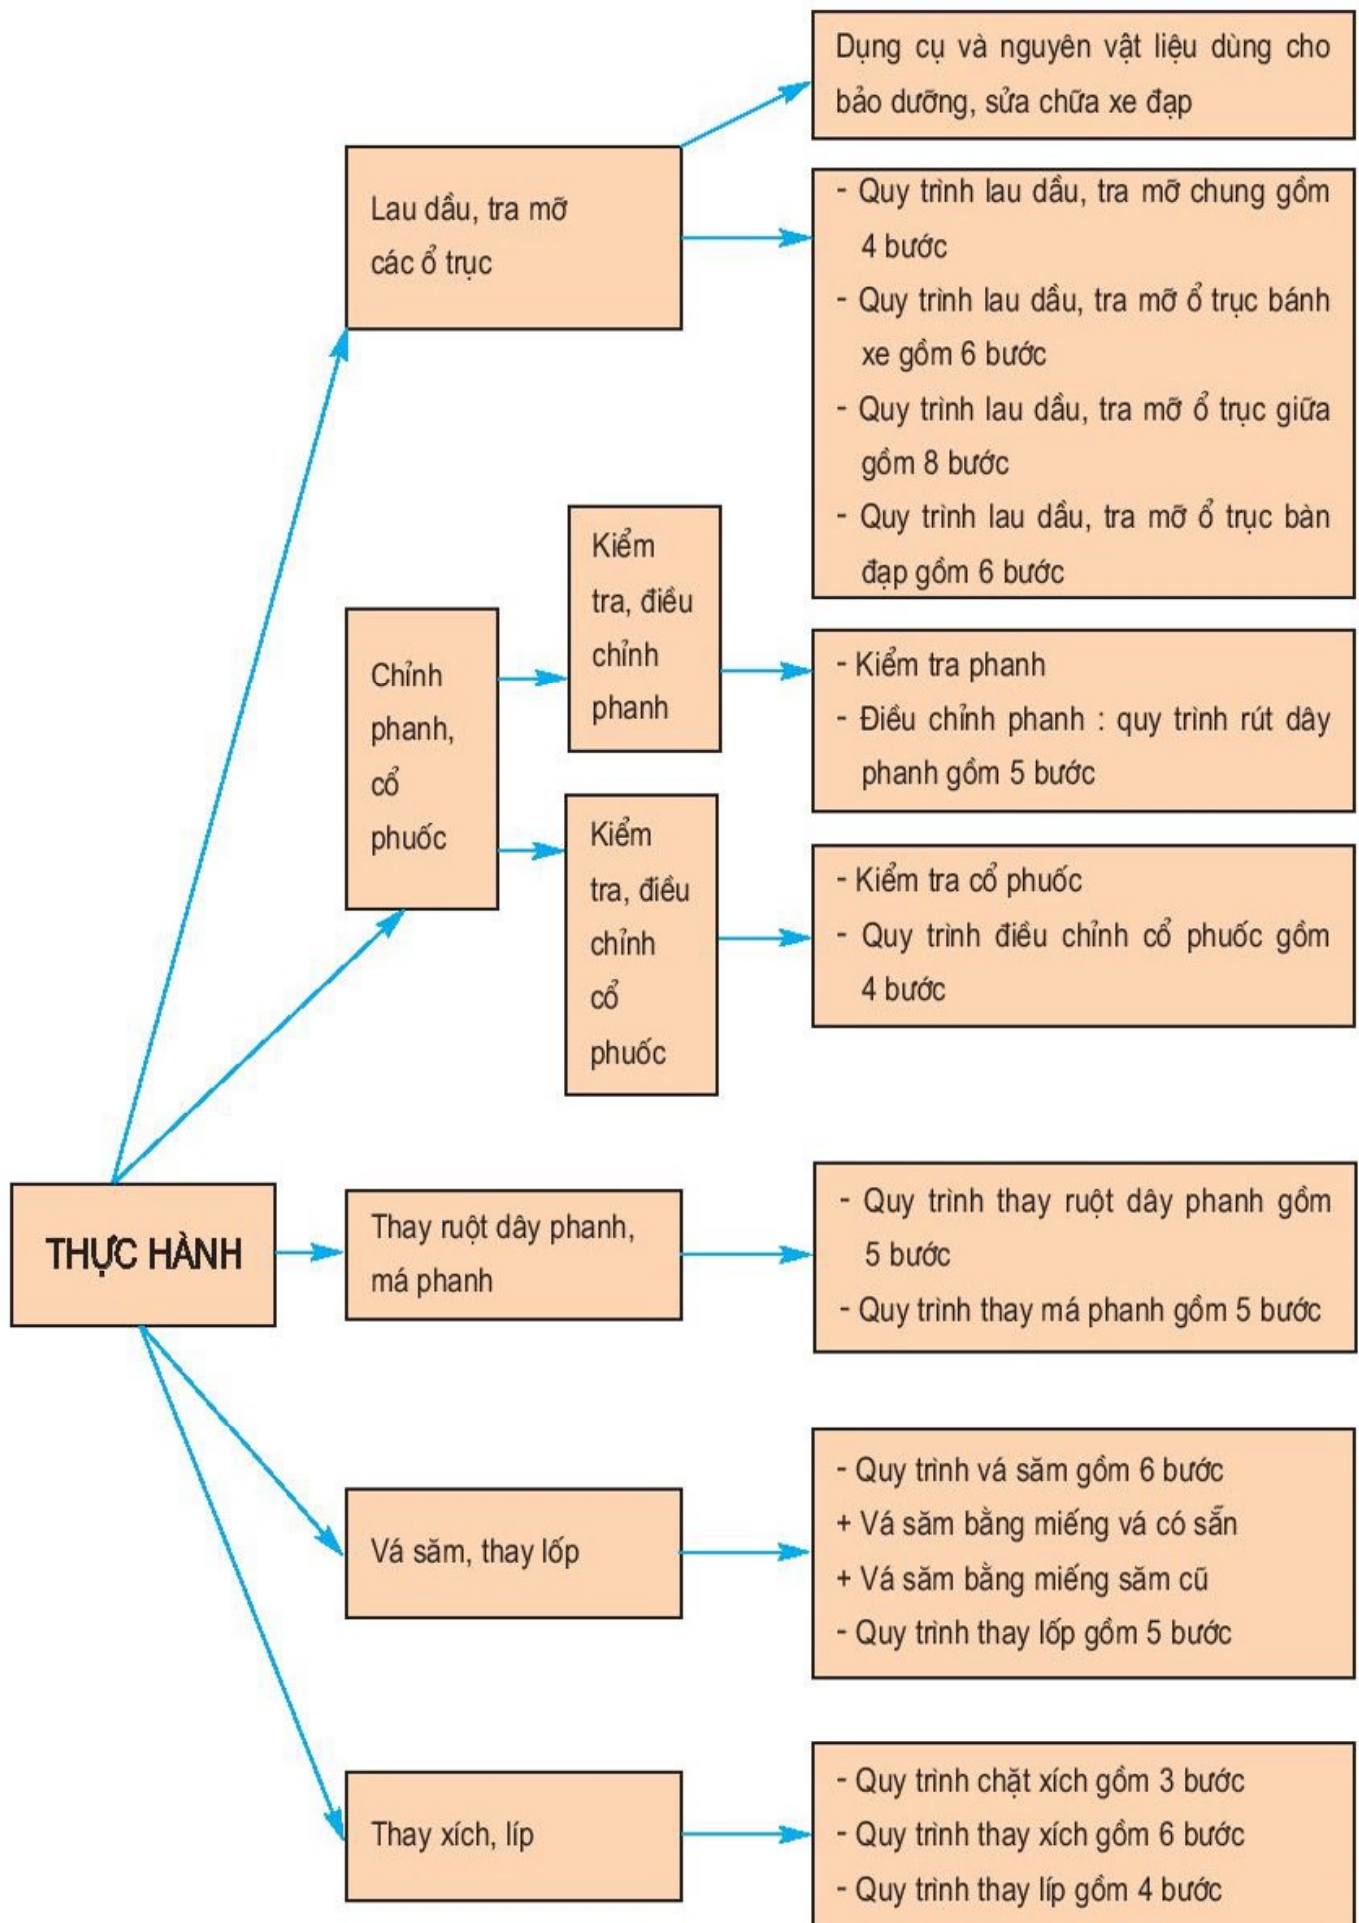 Dụng cụ và nguyên vật liệu dùng cho
bảo dưỡng, sửa chữa xe đạp
Lau dầu, tra mỡ
các ổ trục
- Quy trình lau dầu, tra mỡ chung gồm
4 bước
- Quy trình lau dầu, tra mỡ ổ trục bánh
xe gồm 6 bước
- Quy trình lau dầu, tra mỡ ổ trục giữa
gồm 8 bước
- Quy trình lau dầu, tra mỡ ổ trục bàn
đạp gồm 6 bước
Chỉnh
phanh,
cổ
phuốc
Kiểm
tra, điều
chỉnh
phanh
- Kiểm tra phanh
- Điều chỉnh phanh : quy trình rút dây
phanh gồm 5 bước
Kiểm
tra, điều
chỉnh
cổ
phuốc
- Kiểm tra cổ phuốc
- Quy trình điều chỉnh cổ phuốc gồm
4 bước
THỰC HÀNH
Thay ruột dây phanh,
má phanh
- Quy trình thay ruột dây phanh gồm
5 bước
- Quy trình thay má phanh gồm 5 bước
Vá săm, thay lốp
- Quy trình vá săm gồm 6 bước
+ Vá săm bằng miếng vá có sẵn
+ Vá săm bằng miếng săm cũ
- Quy trình thay lốp gồm 5 bước
Thay xích, líp
- Quy trình chặt xích gồm 3 bước
- Quy trình thay xích gồm 6 bước
- Quy trình thay líp gồm 4 bước